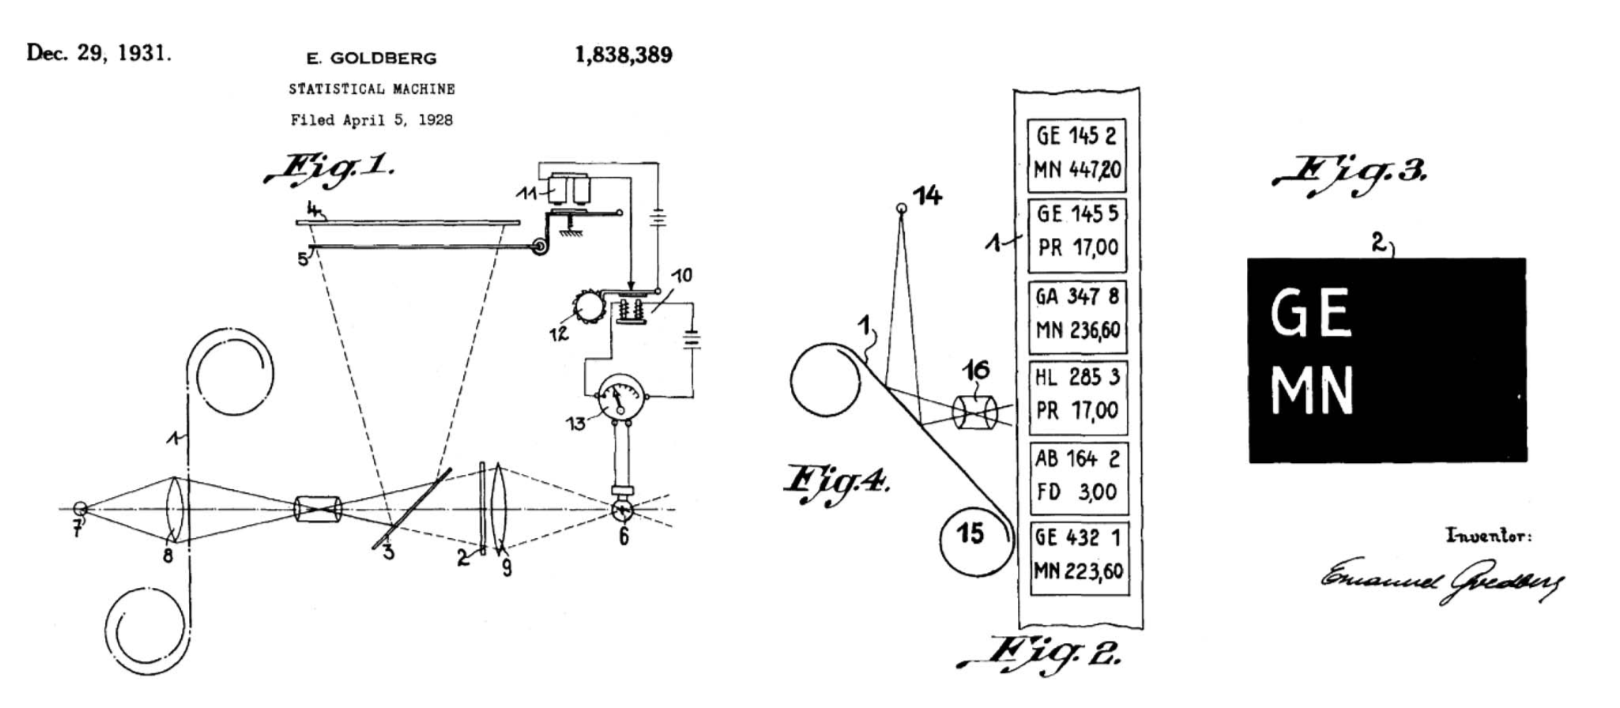 Dec. 29, 1931.
E. GOLDBERG
1,838,389
STATISTICAL MACHINE
Filed April 5, 1928
Fig. 1.
11
4
5
10
12
13
1
7
8
3
2
9
6
14
1
16
15
Fig. 4.
1
GE 145 2
MN 447,20
GE 145 5
PR 17,00
GA 347 8
MN 236,60
HL 285 3
PR 17,00
AB 164 2
FD 3,00
GE 432 1
MN 223,60
Fig. 2.
Fig. 3.
2
GE
MN
Inventor:
Emanuel Goldberg